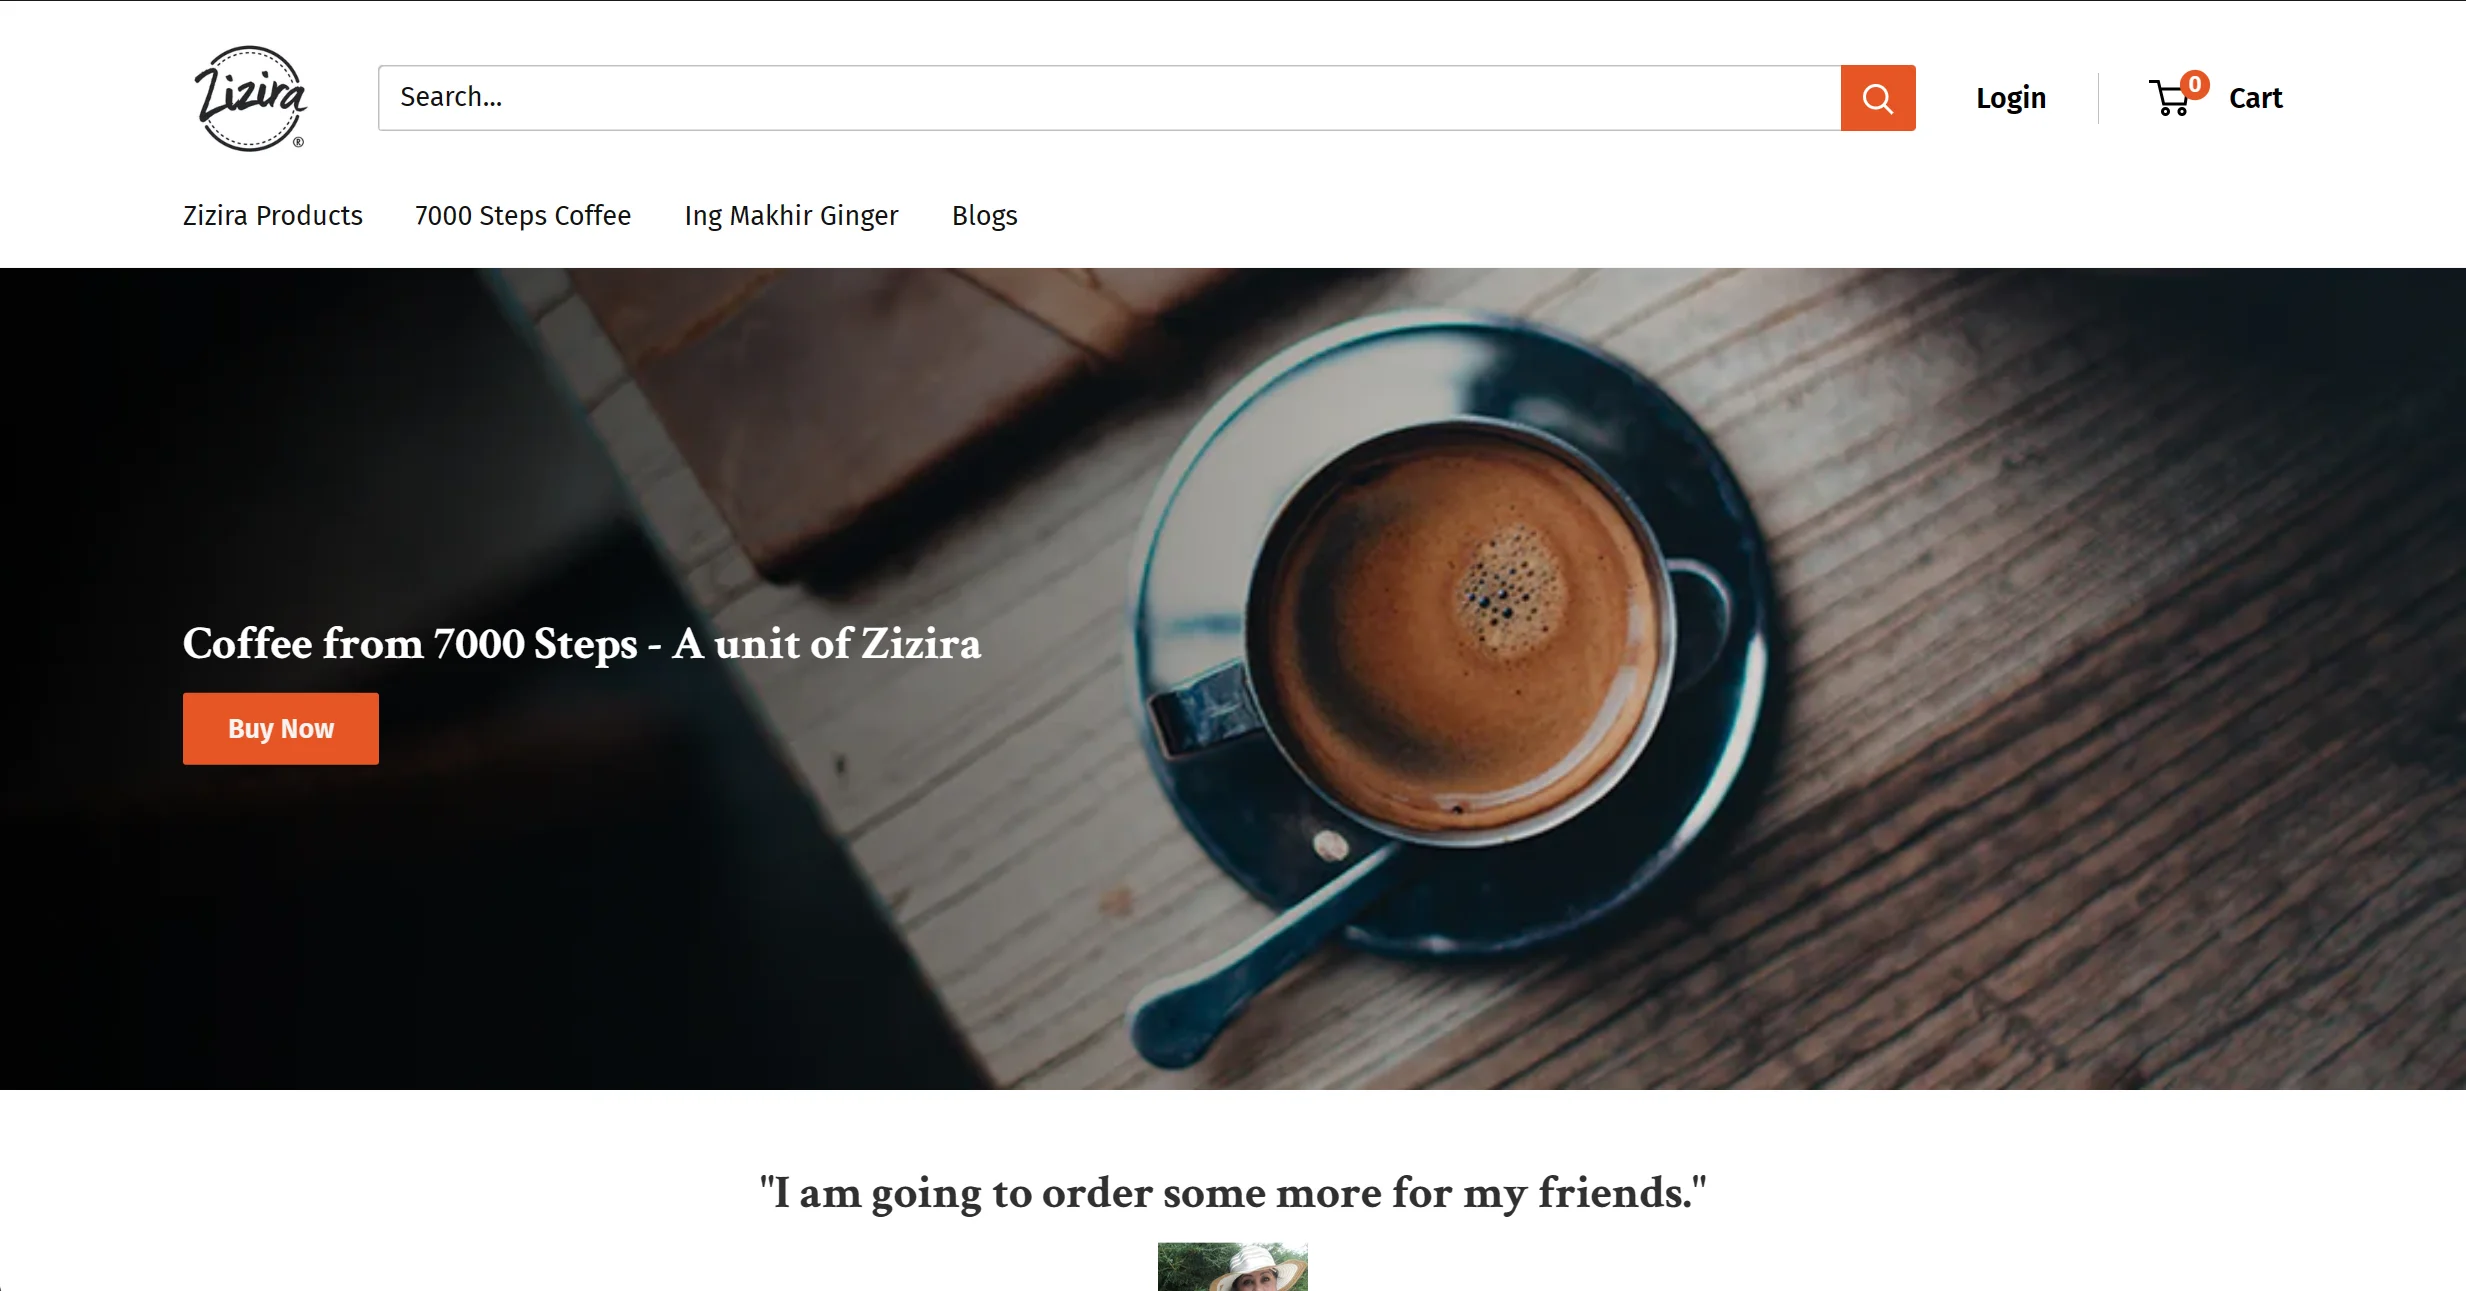 Zizira
®
Search...
Login
0
Cart
Zizira Products
7000 Steps Coffee
Ing Makhir Ginger
Blogs
Coffee from 7000 Steps - A unit of Zizira
Buy Now
"I am going to order some more for my friends."